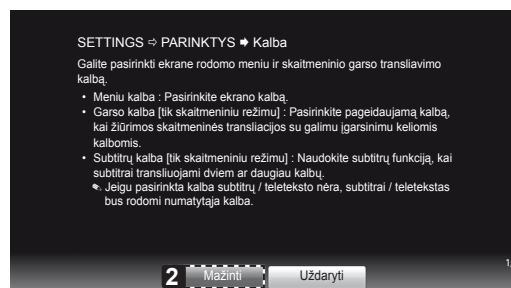 SETTINGS ⇨ PARINKTYS ➡ Kalba
Galite pasirinkti ekrane rodomo meniu ir skaitmeninio garso transliavimo
kalbą.
• Meniu kalba : Pasirinkite ekrano kalbą.
• Garso kalba [tik skaitmeniniu režimu] : Pasirinkite pageidaujamą kalbą,
kai žiūrimos skaitmeninės transliacijos su galimu įgarsinimu keliomis
kalbomis.
• Subtitrų kalba [tik skaitmeniniu režimu] : Naudokite subtitrų funkciją, kai
subtitrai transliuojami dviem ar daugiau kalbų.
✎ Jeigu pasirinkta kalba subtitrų / teleteksto nėra, subtitrai / teletekstas
bus rodomi numatytąja kalba.
2 Mažinti Uždaryti